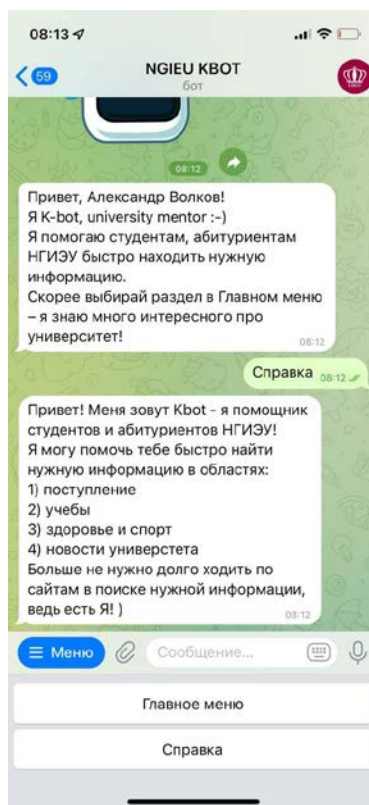 08:13
59
NGIEU KBOT
бот
08:12
Привет, Александр Волков!
Я K-bot, university mentor :-)
Я помогаю студентам, абитуриентам
НГИЭУ быстро находить нужную
информацию.
Скорее выбирай раздел в Главном меню
– я знаю много интересного про
университет!
08:12
Справка 08:12
Привет! Меня зовут Kbot - я помощник
студентов и абитуриентов НГИЭУ!
Я могу помочь тебе быстро найти
нужную информацию в областях:
1) поступление
2) учебы
3) здоровье и спорт
4) новости универстета
Больше не нужно долго ходить по
сайтам в поиске нужной информации,
ведь есть Я! )
08:12
Меню
Сообщение...
Главное меню
Справка